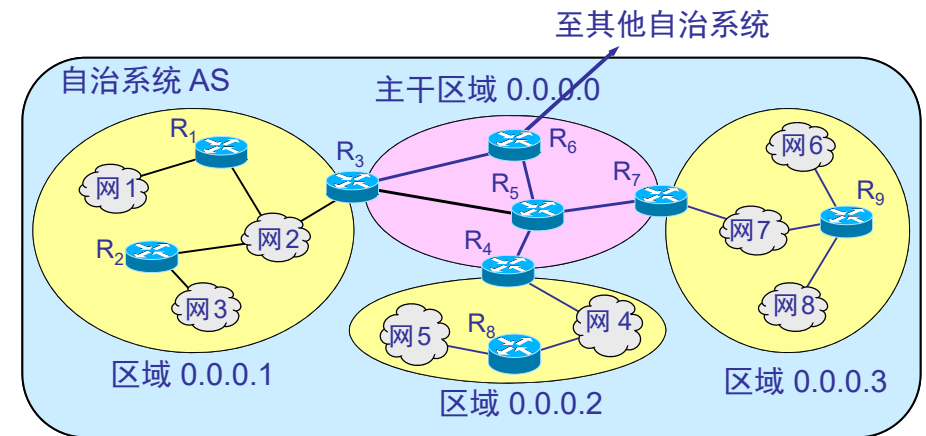 至其他自治系统
自治系统 AS
主干区域 0.0.0.0
R1
R3
R6
网1
R5
R7
网6
R9
网2
R2
网7
R4
网3
网5
R8
网 4
网8
区域 0.0.0.1
区域 0.0.0.2
区域 0.0.0.3